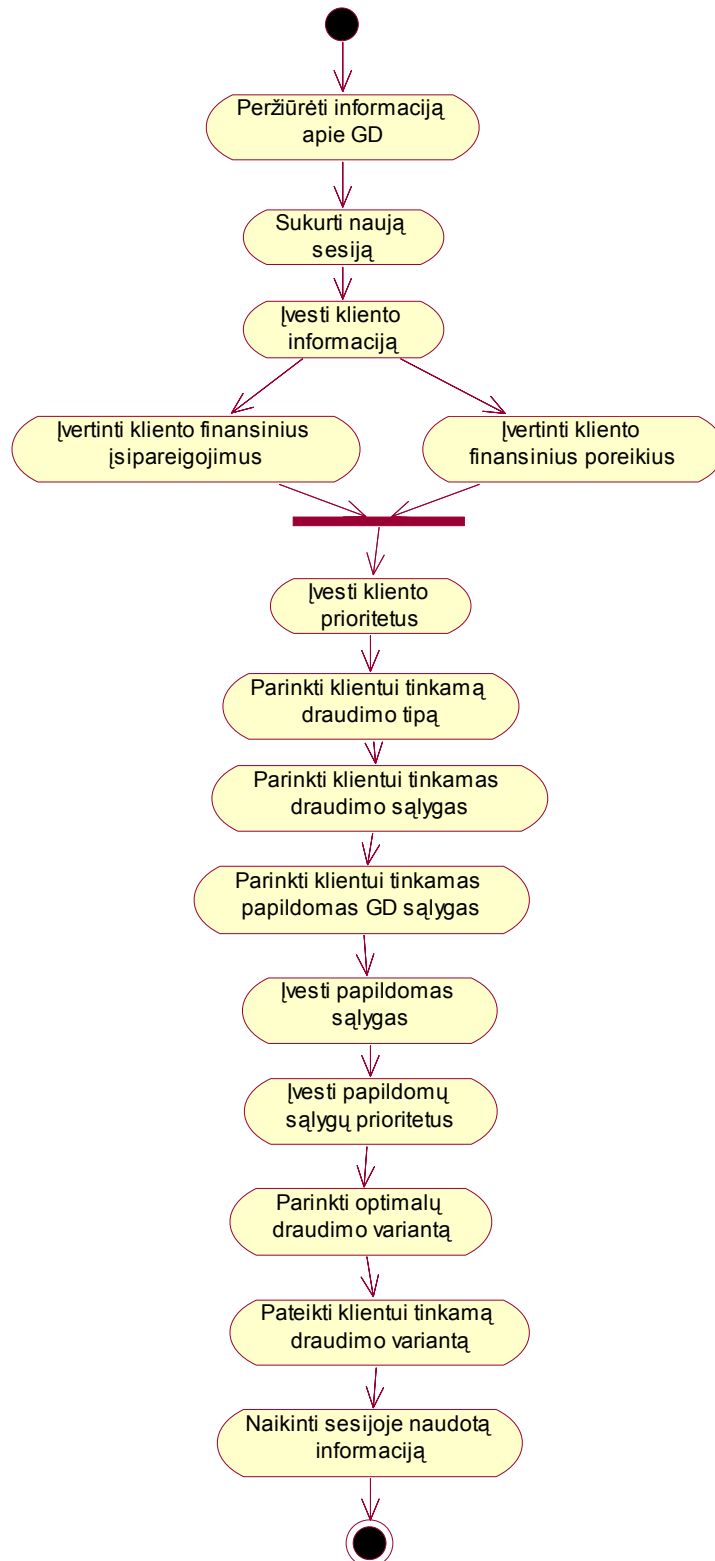 Peržiūrėti informaciją
apie GD
Sukurti naują
sesiją
Įvesti kliento
informaciją
Įvertinti kliento finansinius
įsipareigojimus
Įvertinti kliento
finansinius poreikius
Įvesti kliento
prioritetus
Parinkti klientui tinkamą
draudimo tipą
Parinkti klientui tinkamas
draudimo sąlygas
Parinkti klientui tinkamas
papildomas GD sąlygas
Įvesti papildomas
sąlygas
Įvesti papildomų
sąlygų prioritetus
Parinkti optimalų
draudimo variantą
Pateikti klientui tinkamą
draudimo variantą
Naikinti sesijoje naudotą
informaciją